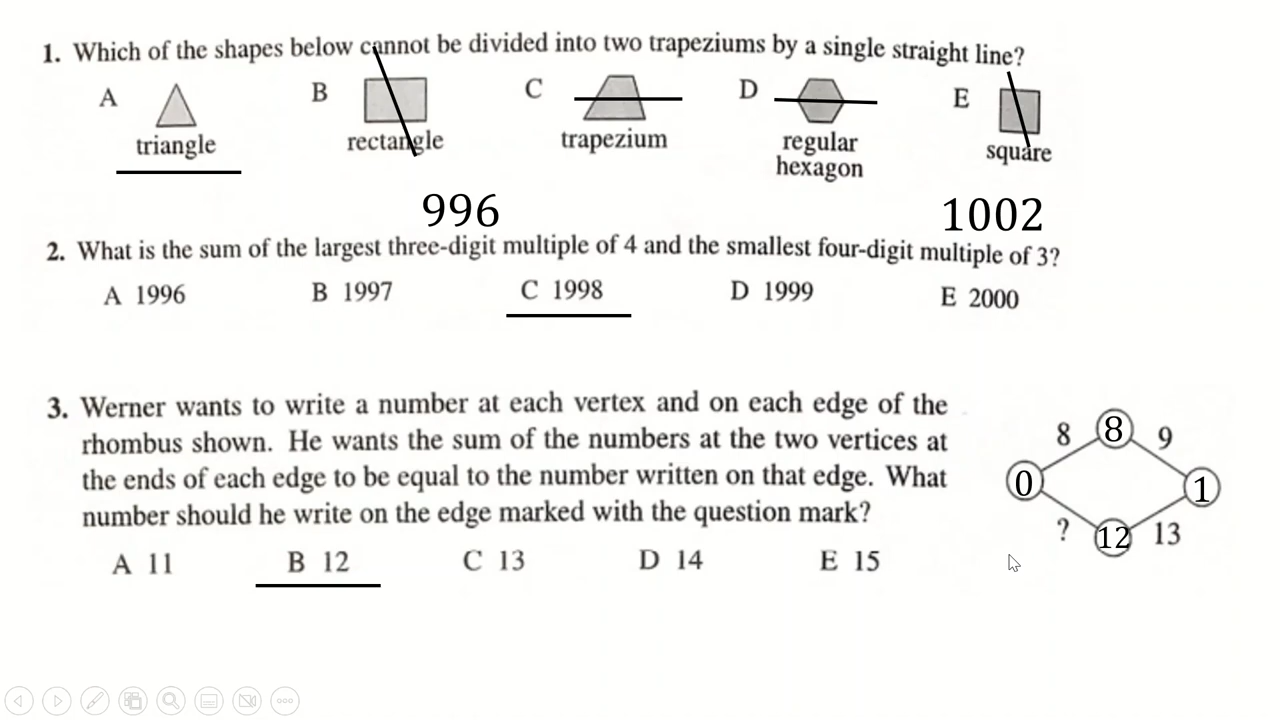 1. Which of the shapes below cannot be divided into two trapeziums by a single straight line?
A B C D E
triangle rectangle trapezium regular hexagon square
996 1002
2. What is the sum of the largest three-digit multiple of 4 and the smallest four-digit multiple of 3?
A 1996 B 1997 C 1998 D 1999 E 2000
3. Werner wants to write a number at each vertex and on each edge of the
rhombus shown. He wants the sum of the numbers at the two vertices at
the ends of each edge to be equal to the number written on that edge. What
number should he write on the edge marked with the question mark?
8 8 9
0 1
? 12 13
A 11 B 12 C 13 D 14 E 15